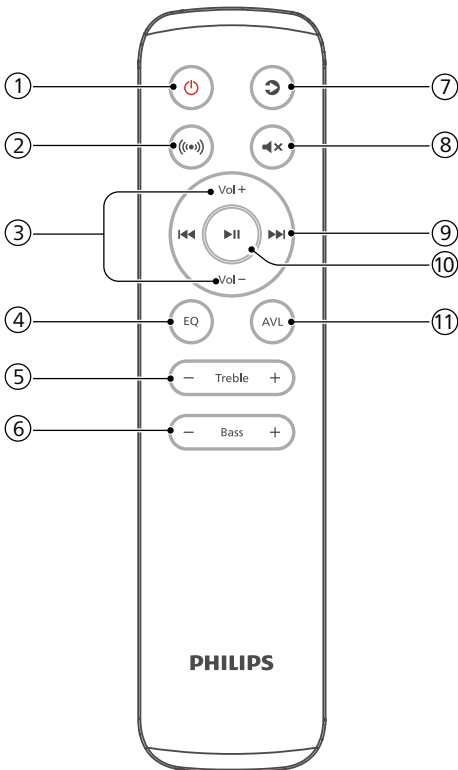 ① ⑦
② ⑧
Vol +
③ ⑨
⑩
Vol −
④ EQ AVL ⑪
⑤ − Treble +
⑥ − Bass +
PHILIPS